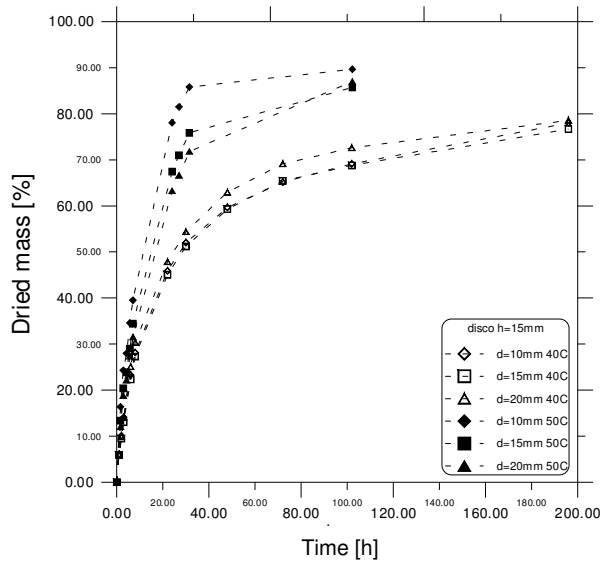 100.00
90.00
80.00
70.00
60.00
50.00
40.00
30.00
20.00
10.00
0.00
Dried mass [%]
disco h=15mm
d=10mm 40C
d=15mm 40C
d=20mm 40C
d=10mm 50C
d=15mm 50C
d=20mm 50C
20.00 60.00 100.00 140.00 180.00
0.00 40.00 80.00 120.00 160.00 200.00
Time [h]